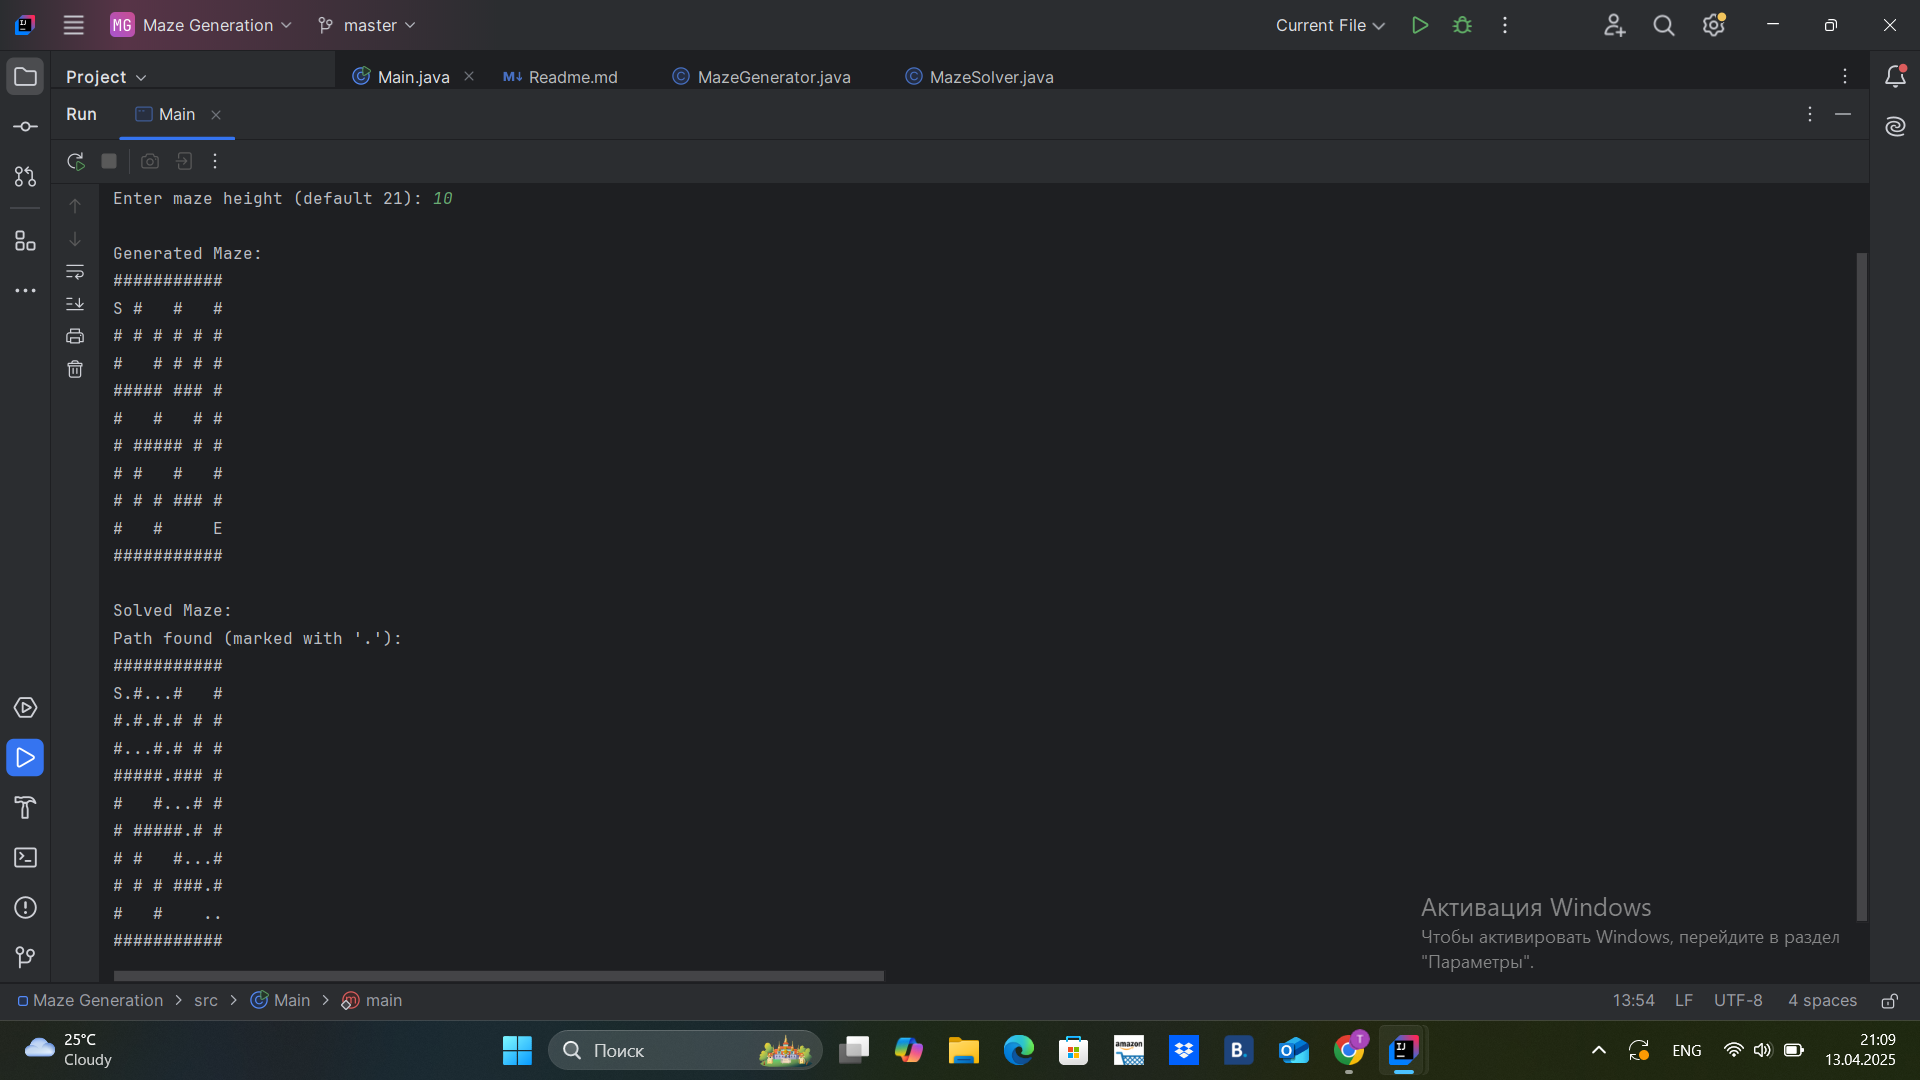 MG Maze Generation master Current File
Project Main.java Readme.md MazeGenerator.java MazeSolver.java
Run Main
Enter maze height (default 21): 10
Generated Maze:
###########
S #   #   #
# # # # # #
#   # # # #
##### ### #
#   #   # #
# ##### # #
# #   #   #
# # # ### #
#   #     E
###########
Solved Maze:
Path found (marked with '.'):
###########
S.#...#   #
#.#.#.# # #
#...#.# # #
#####.### #
#   #...# #
# #####.# #
# #   #...#
# # # ###.#
#   #    ..
###########
Активация Windows
Чтобы активировать Windows, перейдите в раздел
"Параметры".
Maze Generation > src > Main > main 13:54 LF UTF-8 4 spaces
25°C
Cloudy
Поиск
amazon
B.
T
ENG
21:09
13.04.2025